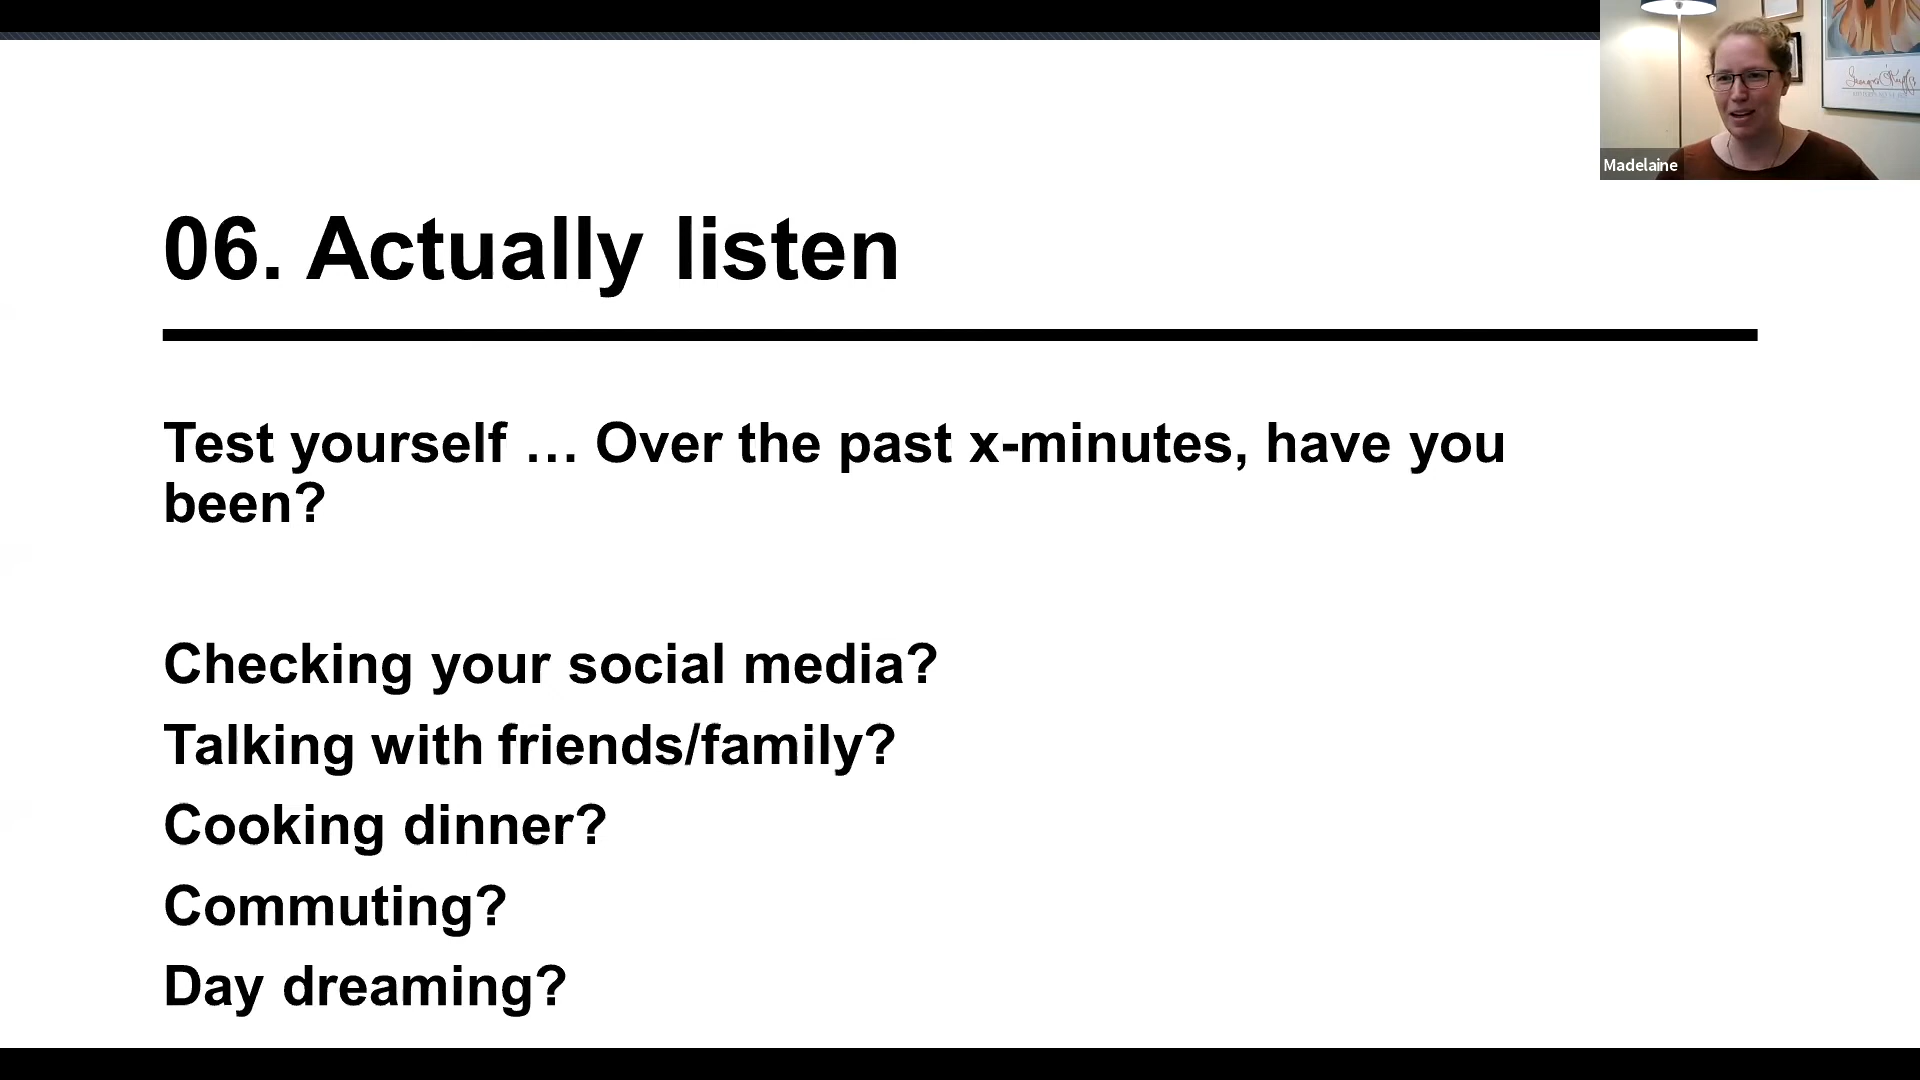 06. Actually listen
Test yourself … Over the past x-minutes, have you
been?
Checking your social media?
Talking with friends/family?
Cooking dinner?
Commuting?
Day dreaming?
Madelaine